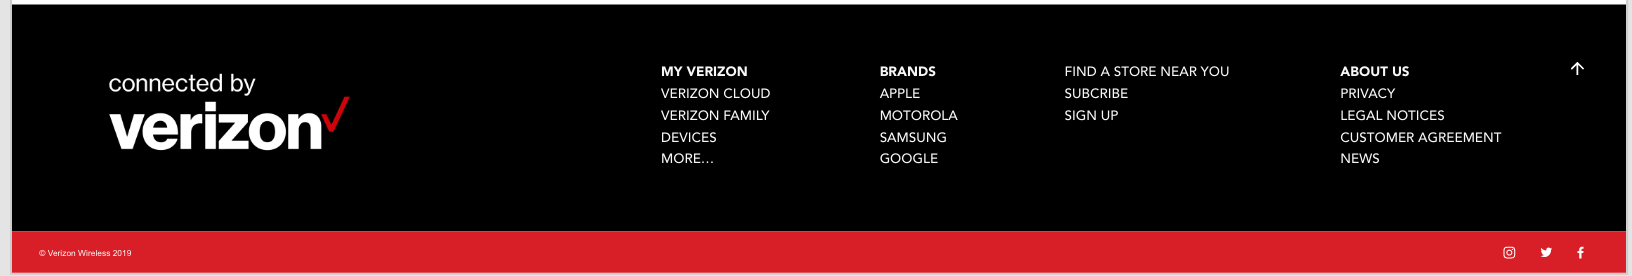 connected by
verizon
MY VERIZON
VERIZON CLOUD
VERIZON FAMILY
DEVICES
MORE...
BRANDS
APPLE
MOTOROLA
SAMSUNG
GOOGLE
FIND A STORE NEAR YOU
SUBCRIBE
SIGN UP
ABOUT US
PRIVACY
LEGAL NOTICES
CUSTOMER AGREEMENT
NEWS
© Verizon Wireless 2019